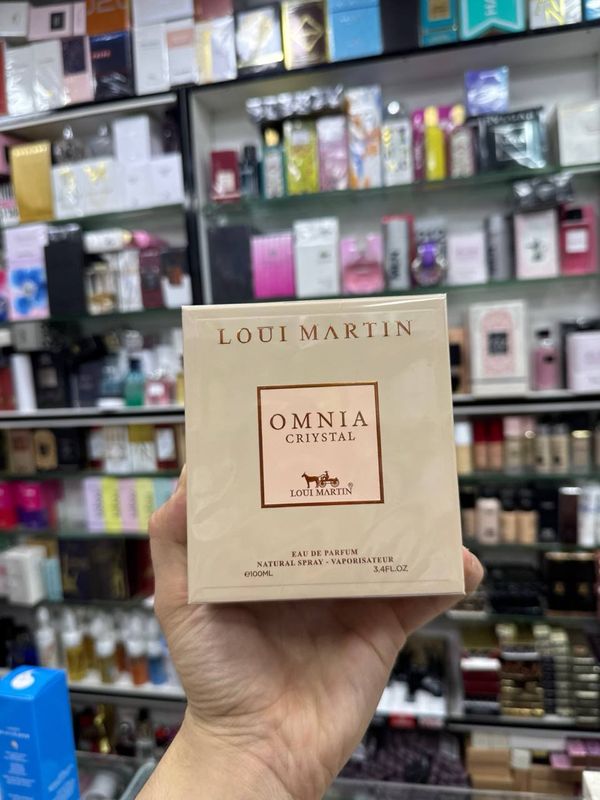 LOUI MARTIN
OMNIA
CRIYSTAL
LOUI MARTIN®
EAU DE PARFUM
NATURAL SPRAY - VAPORISATEUR
℮100ML 3.4FL.OZ